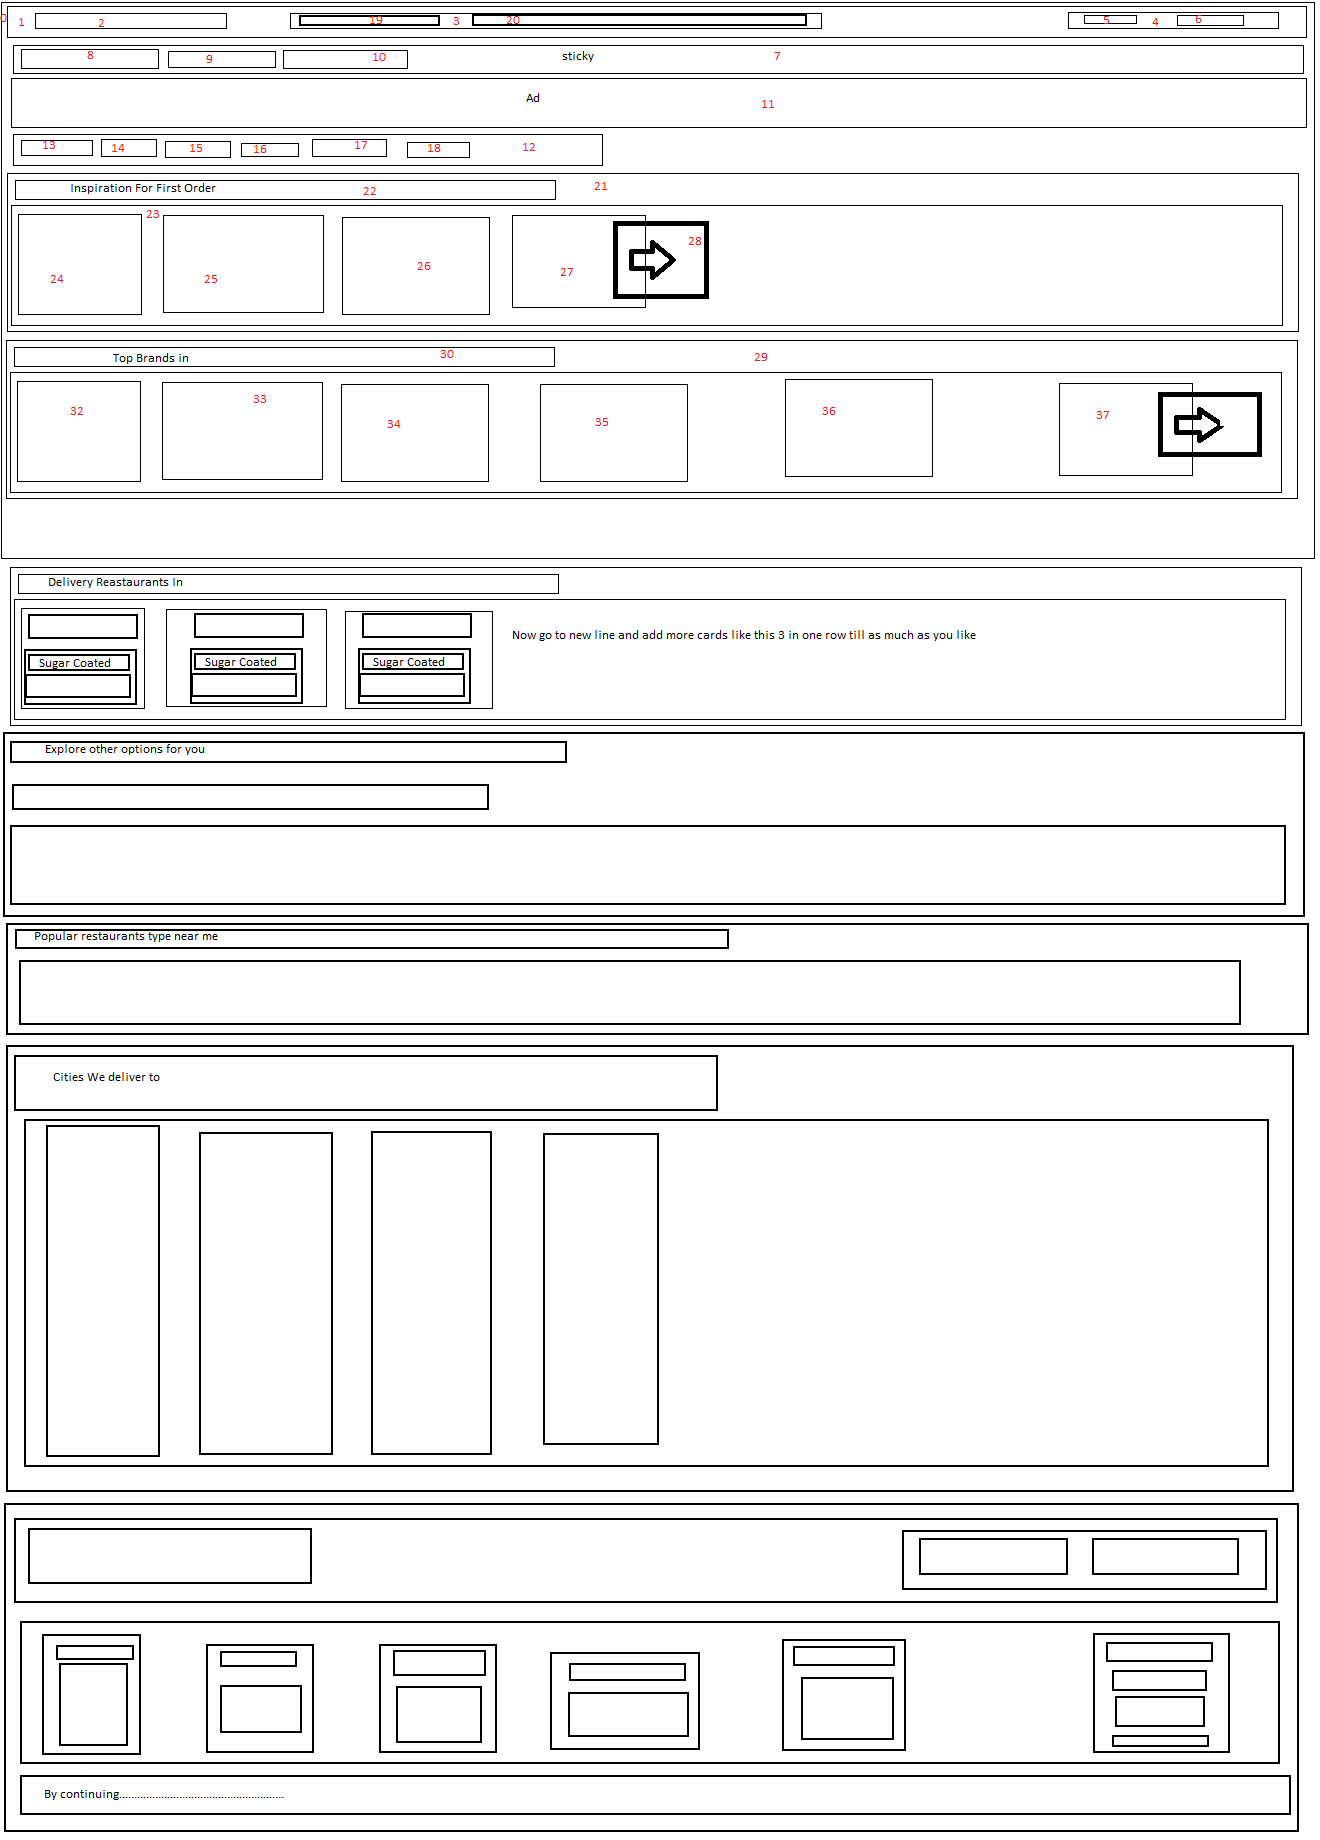 0
1
2
19
3
20
5
4
6
8
9
10
sticky
7
Ad
11
13
14
15
16
17
18
12
Inspiration For First Order
22
21
23
24
25
26
27
28
Top Brands in
30
29
32
33
34
35
36
37
Delivery Reastaurants In
Now go to new line and add more cards like this 3 in one row till as much as you like
Sugar Coated
Sugar Coated
Sugar Coated
Explore other options for you
Popular restaurants type near me
Cities We deliver to
By continuing.......................................................